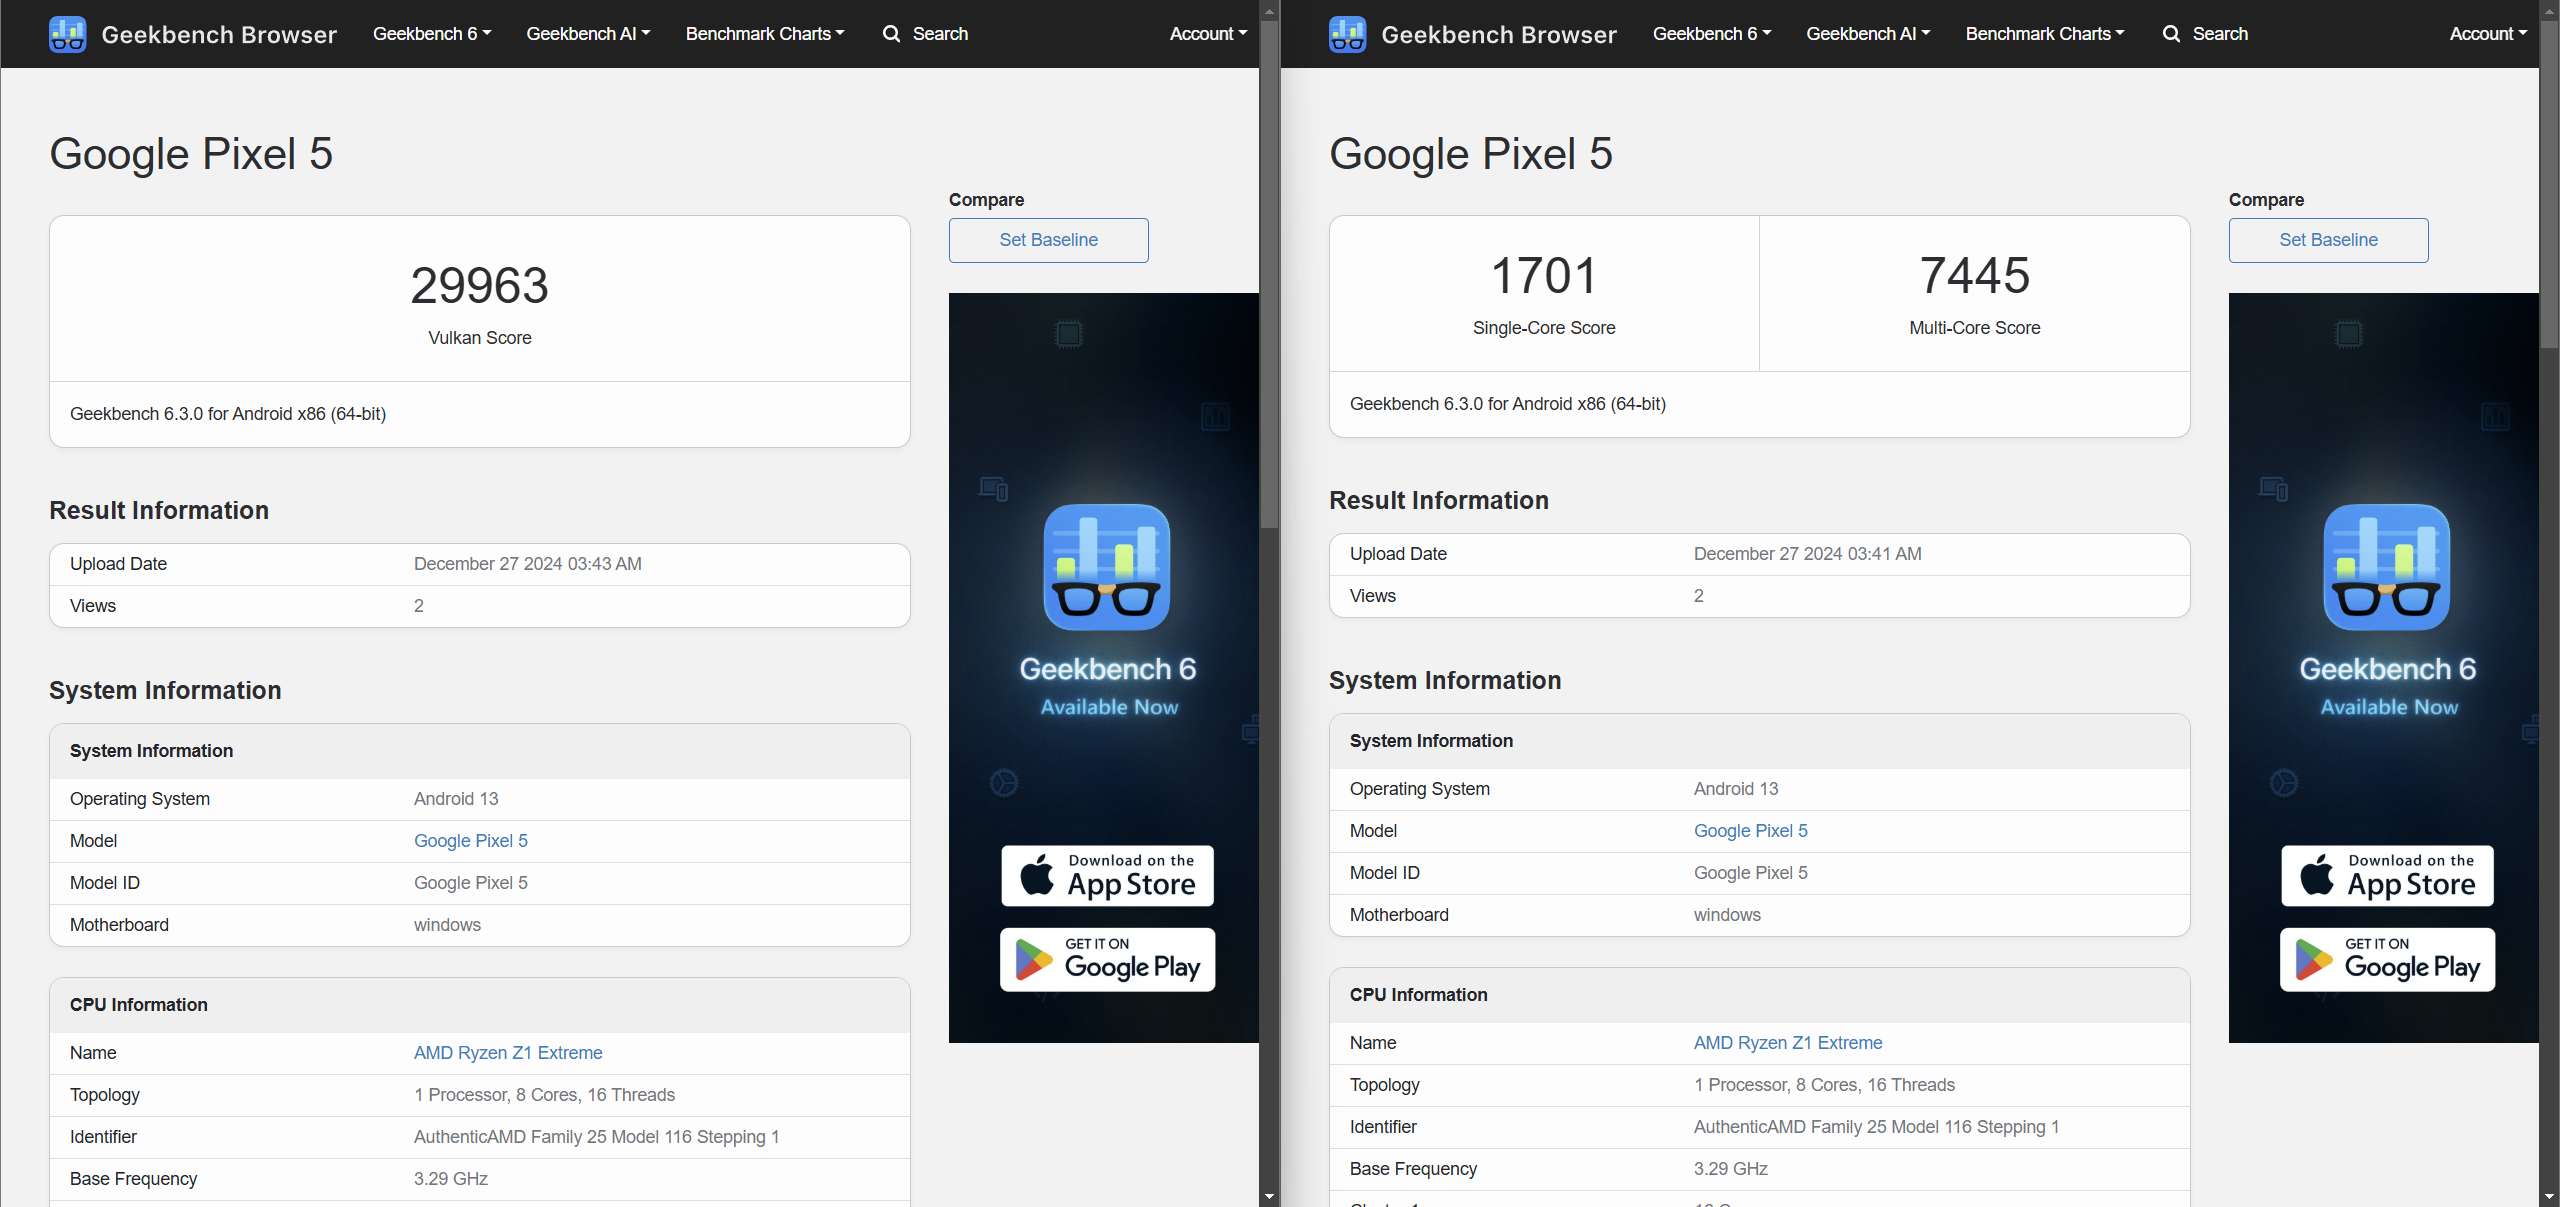 Geekbench Browser Geekbench 6 Geekbench AI Benchmark Charts Search Account
Google Pixel 5
Compare
Set Baseline
29963
Vulkan Score
Geekbench 6.3.0 for Android x86 (64-bit)
Result Information
Upload Date December 27 2024 03:43 AM
Views 2
System Information
System Information
Operating System Android 13
Model Google Pixel 5
Model ID Google Pixel 5
Motherboard windows
CPU Information
Name AMD Ryzen Z1 Extreme
Topology 1 Processor, 8 Cores, 16 Threads
Identifier AuthenticAMD Family 25 Model 116 Stepping 1
Base Frequency 3.29 GHz
Geekbench 6
Available Now
Download on the
App Store
GET IT ON
Google Play
Geekbench Browser Geekbench 6 Geekbench AI Benchmark Charts Search Account
Google Pixel 5
Compare
Set Baseline
1701 7445
Single-Core Score Multi-Core Score
Geekbench 6.3.0 for Android x86 (64-bit)
Result Information
Upload Date December 27 2024 03:41 AM
Views 2
System Information
System Information
Operating System Android 13
Model Google Pixel 5
Model ID Google Pixel 5
Motherboard windows
CPU Information
Name AMD Ryzen Z1 Extreme
Topology 1 Processor, 8 Cores, 16 Threads
Identifier AuthenticAMD Family 25 Model 116 Stepping 1
Base Frequency 3.29 GHz
Geekbench 6
Available Now
Download on the
App Store
GET IT ON
Google Play